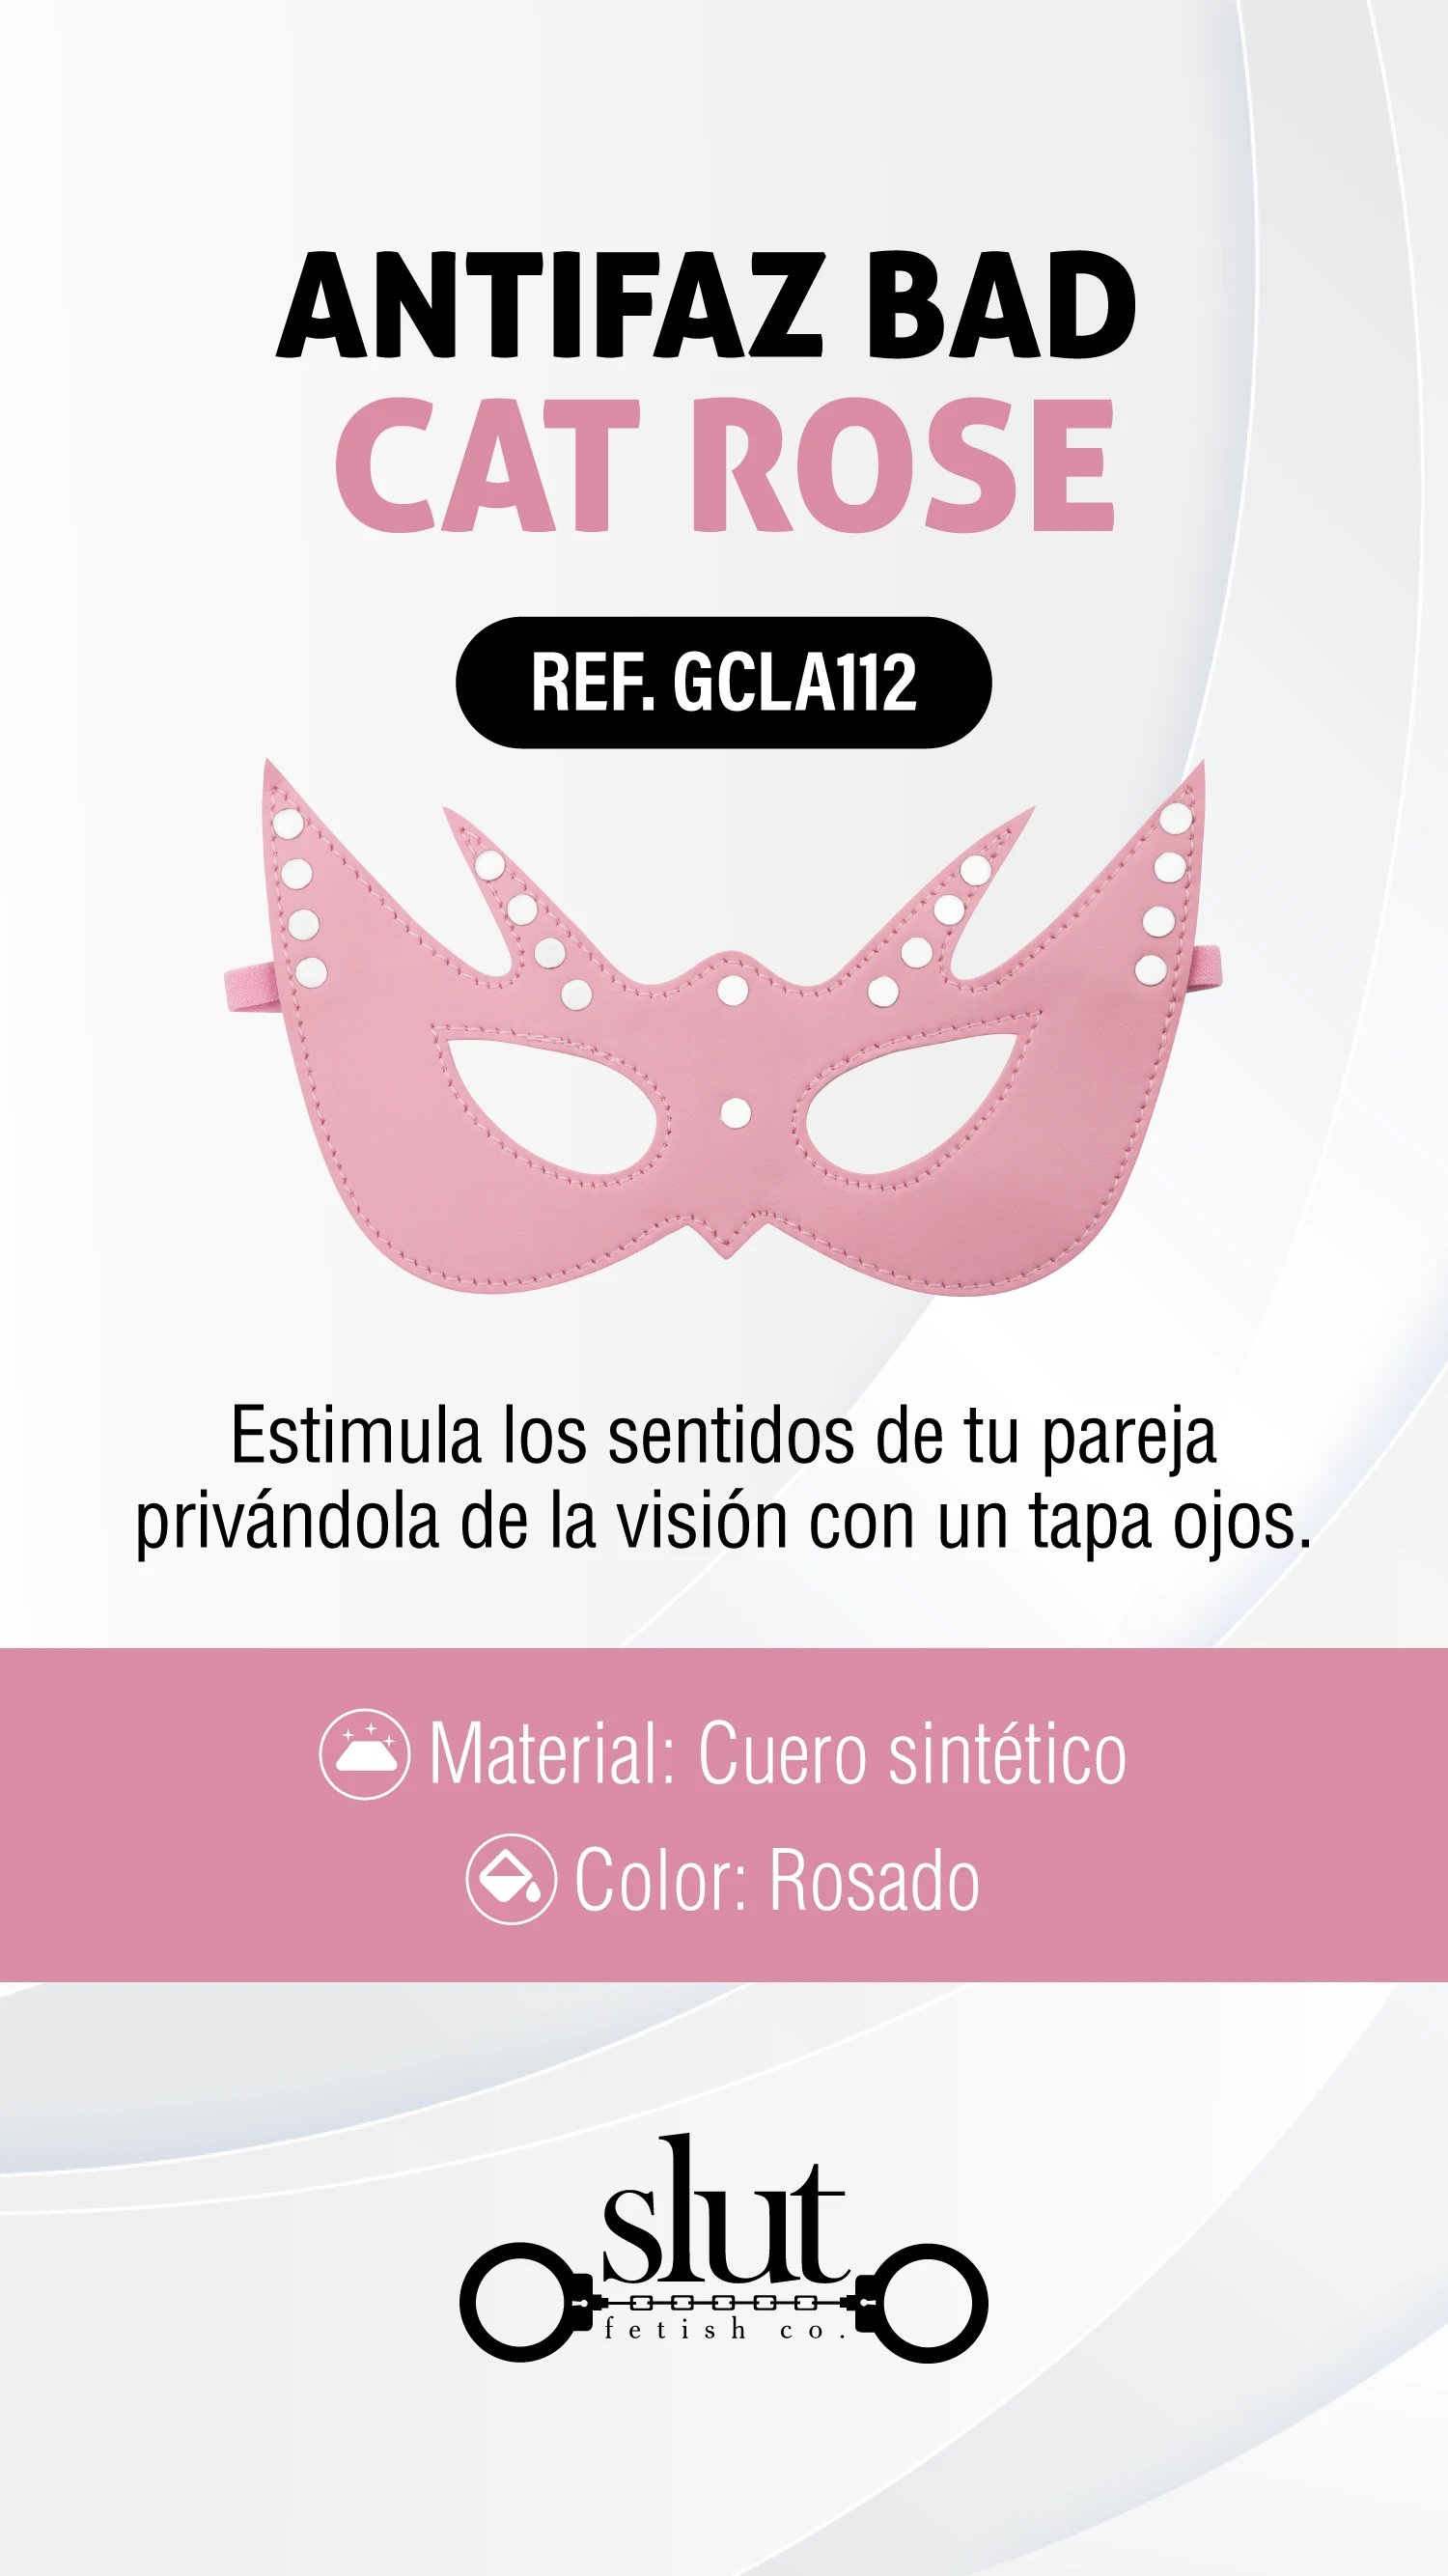 ANTIFAZ BAD
CAT ROSE
REF. GCLA112
Estimula los sentidos de tu pareja
privándola de la visión con un tapa ojos.
Material: Cuero sintético
Color: Rosado
slut
fetish co.